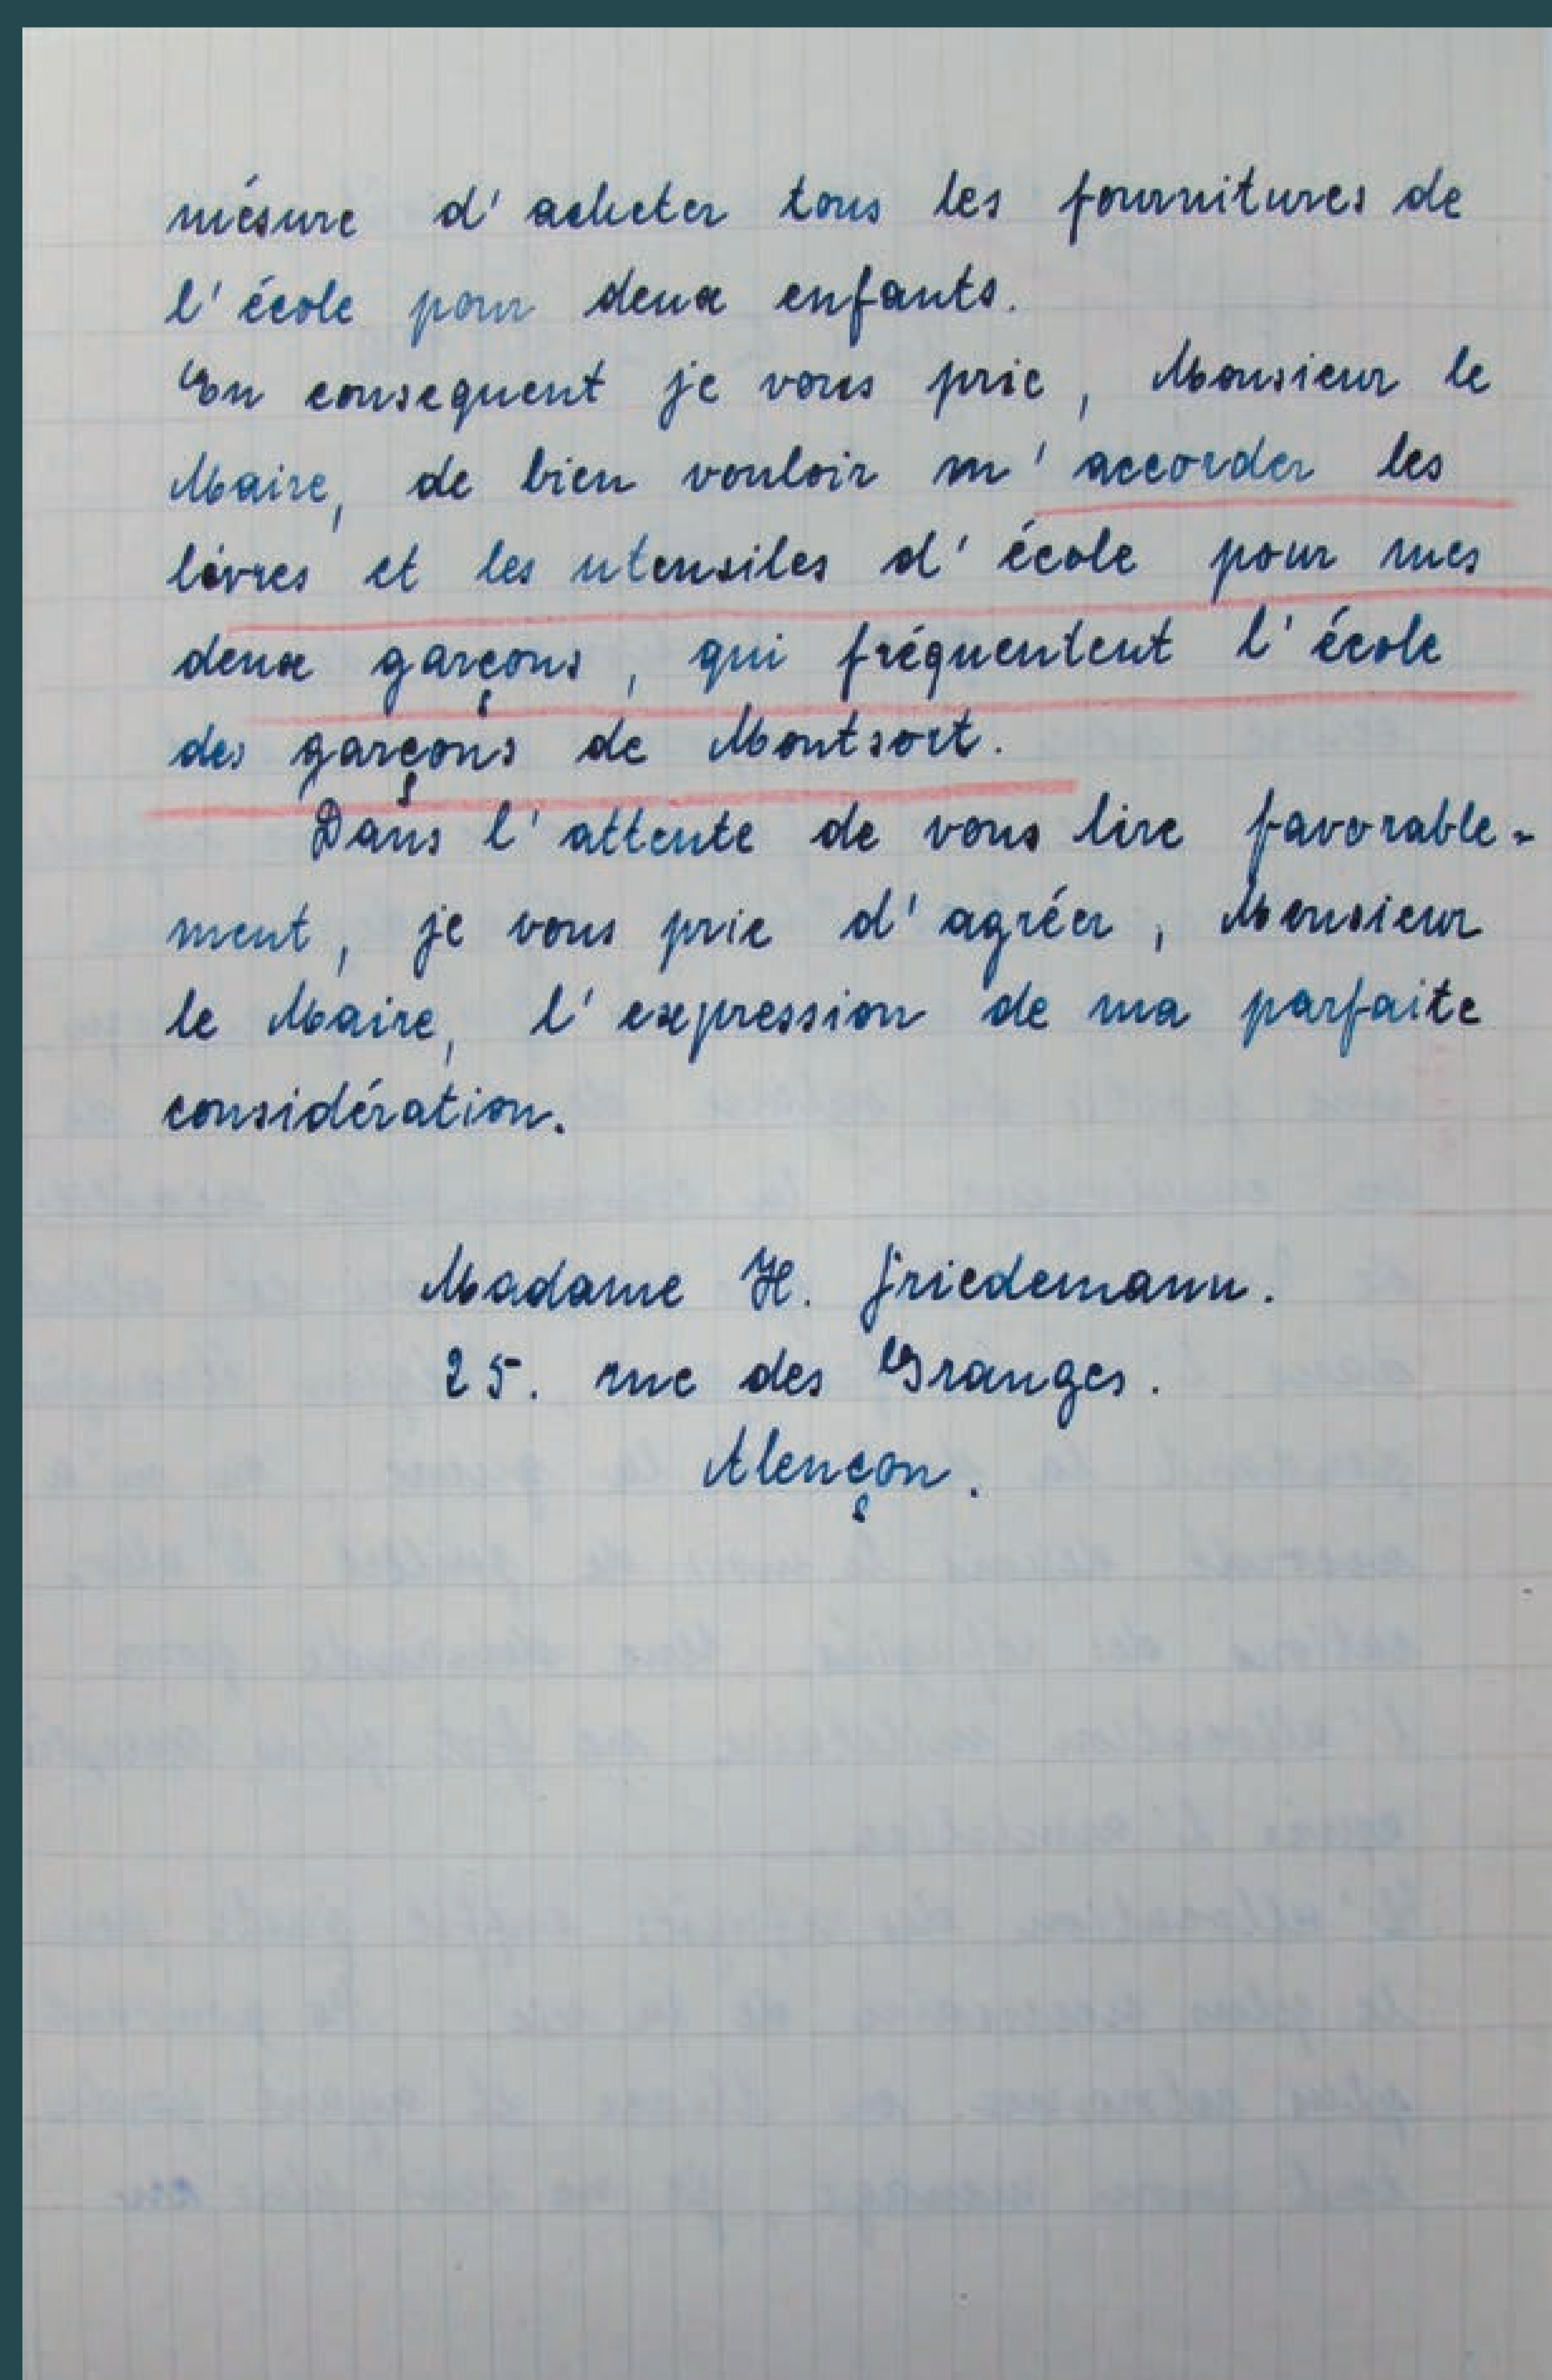 mésure d'acheter tous les fournitures de
l'école pour deux enfants.
En consequent je vous prie, Monsieur le
Maire, de bien vouloir m'accorder les
livres et les utensiles d'école pour mes
deux garçons, qui fréquentent l'école
des garçons de Montsort.
Dans l'attente de vous lire favorable-
ment, je vous prie d'agréer, Monsieur
le Maire, l'expression de ma parfaite
considération.
Madame H. Friedemann.
25. rue des Granges.
Alençon.